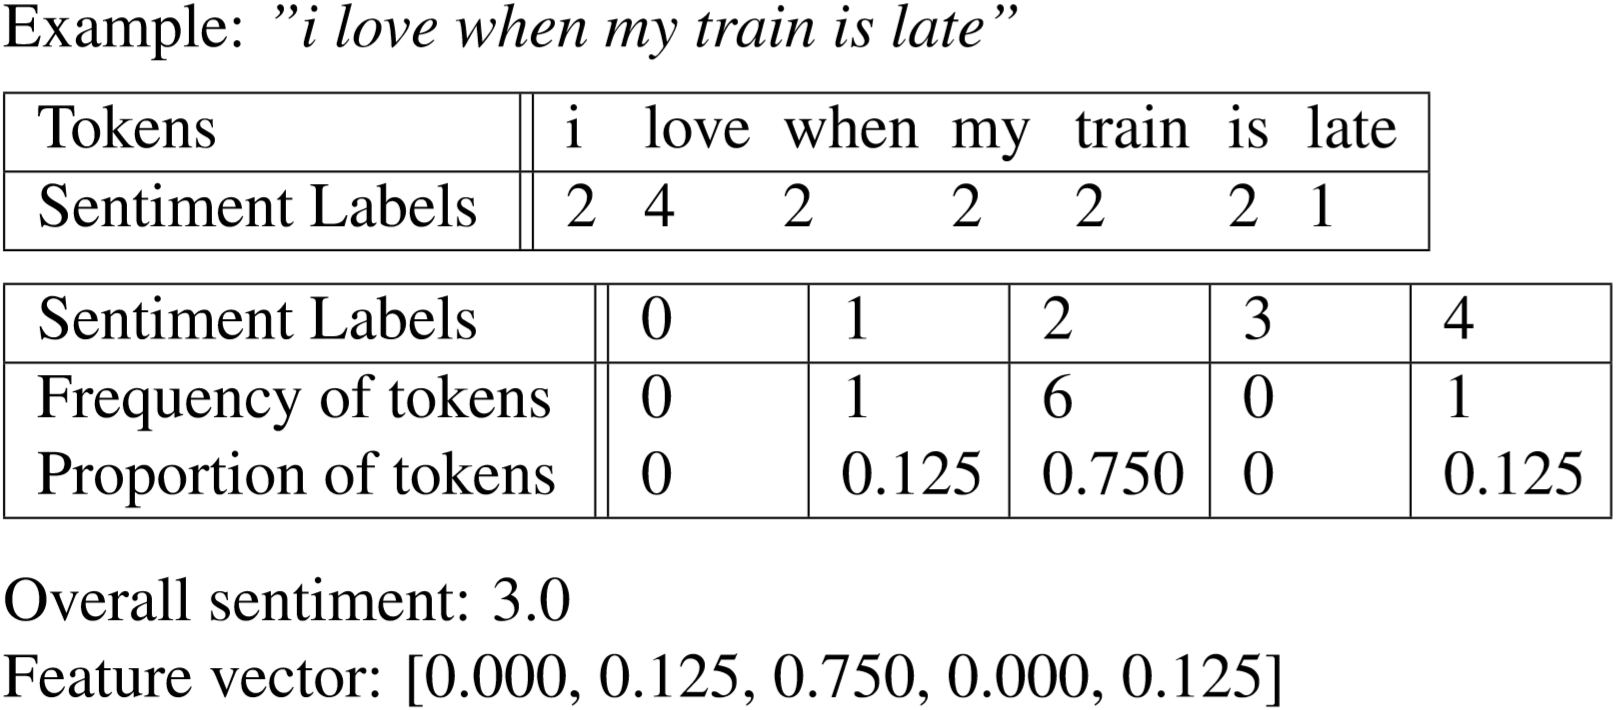 Example: ”i love when my train is late”
Tokens i love when my train is late
Sentiment Labels 2 4 2 2 2 2 1
Sentiment Labels 0 1 2 3 4
Frequency of tokens 0 1 6 0 1
Proportion of tokens 0 0.125 0.750 0 0.125
Overall sentiment: 3.0
Feature vector: [0.000, 0.125, 0.750, 0.000, 0.125]